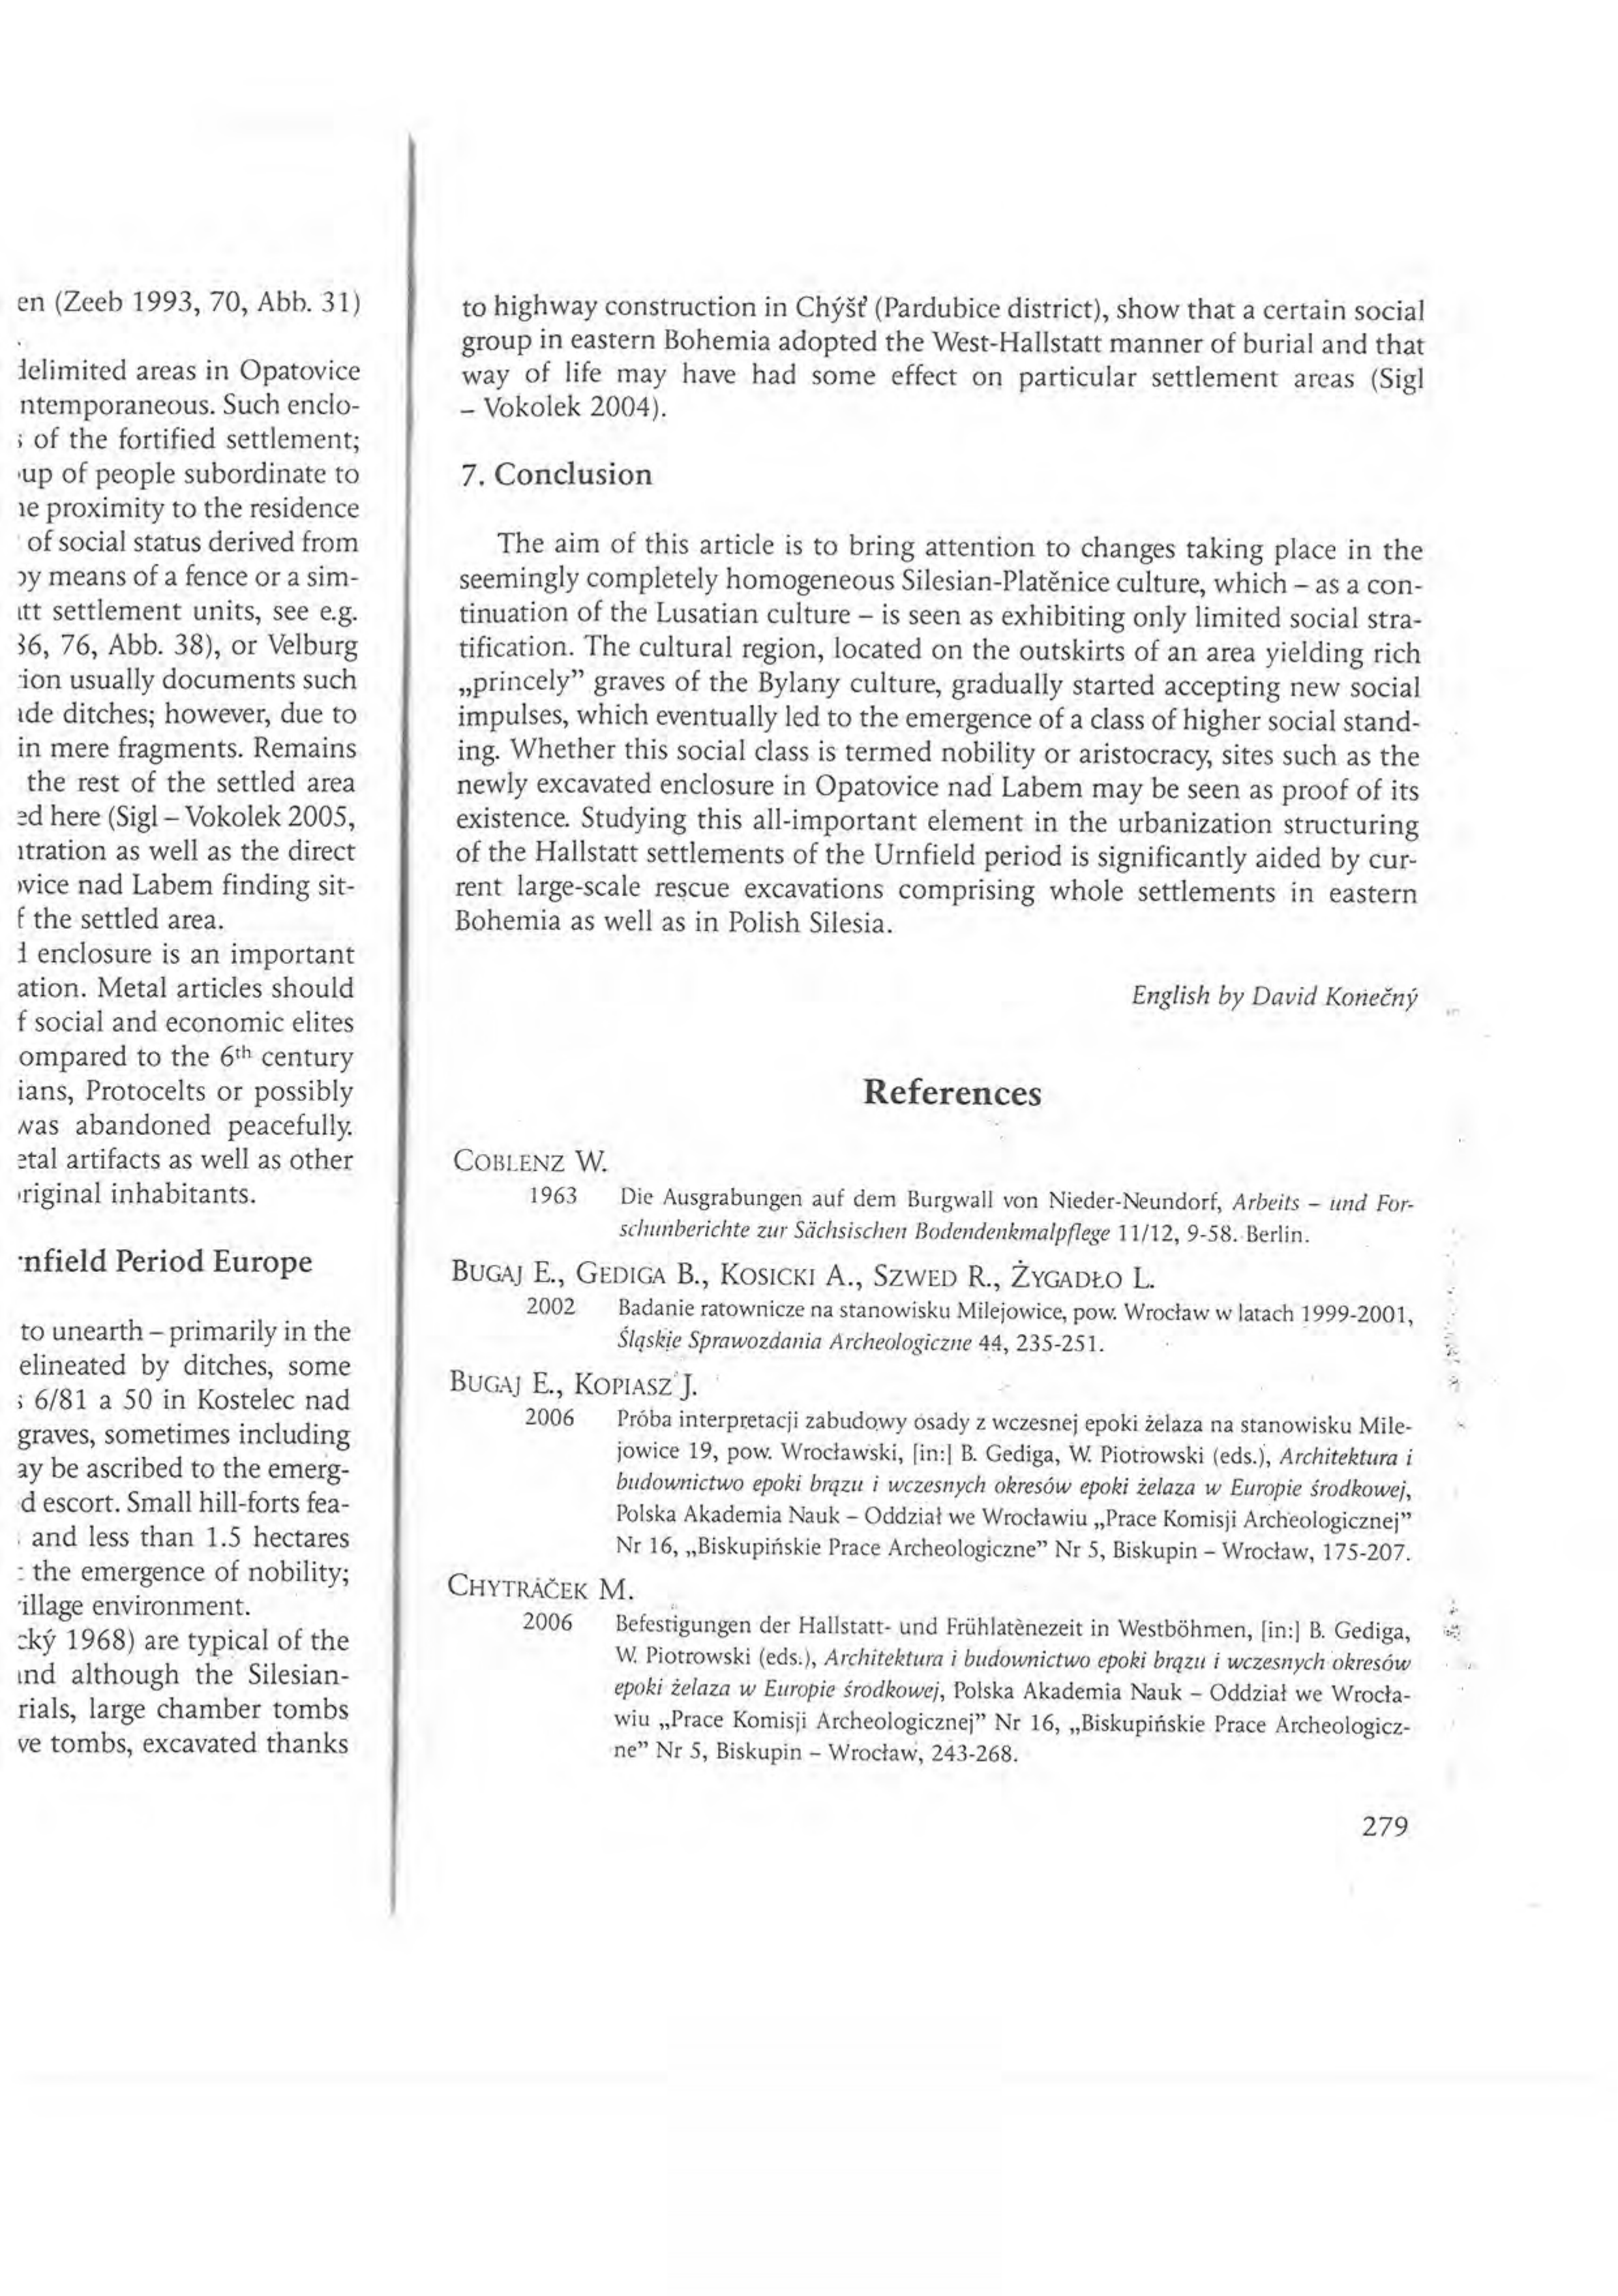 en (Zeeb 1993, 70, Abb. 31)
delimited areas in Opatovice
ntemporaneous. Such enclo-
of the fortified settlement;
up of people subordinate to
proximity to the residence
of social status derived from
means of a fence or a sim-
settlement units, see e.g.
36, 76, Abb. 38), or Velburg
ion usually documents such
ditches; however, due to
in mere fragments. Remains
the rest of the settled area
ed here (Sigl – Vokolek 2005,
tration as well as the direct
vice nad Labem finding sit-
f the settled area.
enclosure is an important
ation. Metal articles should
f social and economic elites
ompared to the 6th century
ians, Protocelts or possibly
was abandoned peacefully.
etal artifacts as well as other
riginal inhabitants.
nfield Period Europe
to unearth – primarily in the
elineated by ditches, some
6/81 a 50 in Kostelec nad
graves, sometimes including
ay be ascribed to the emerg-
d escort. Small hill-forts fea-
and less than 1.5 hectares
the emergence of nobility;
illage environment.
cký 1968) are typical of the
and although the Silesian-
rials, large chamber tombs
ve tombs, excavated thanks
to highway construction in Chýšť (Pardubice district), show that a certain social
group in eastern Bohemia adopted the West-Hallstatt manner of burial and that
way of life may have had some effect on particular settlement areas (Sigl
– Vokolek 2004).
7. Conclusion
The aim of this article is to bring attention to changes taking place in the
seemingly completely homogeneous Silesian-Platěnice culture, which – as a con-
tinuation of the Lusatian culture – is seen as exhibiting only limited social stra-
tification. The cultural region, located on the outskirts of an area yielding rich
„princely” graves of the Bylany culture, gradually started accepting new social
impulses, which eventually led to the emergence of a class of higher social stand-
ing. Whether this social class is termed nobility or aristocracy, sites such as the
newly excavated enclosure in Opatovice nad Labem may be seen as proof of its
existence. Studying this all-important element in the urbanization structuring
of the Hallstatt settlements of the Urnfield period is significantly aided by cur-
rent large-scale rescue excavations comprising whole settlements in eastern
Bohemia as well as in Polish Silesia.
English by David Konečný
References
COBLENZ W.
1963 Die Ausgrabungen auf dem Burgwall von Nieder-Neundorf, Arbeits – und For-
schunberichte zur Sächsischen Bodendenkmalpflege 11/12, 9-58. Berlin.
BUGAJ E., GEDIGA B., KOSICKI A., SZWED R., ŻYGADŁO L.
2002 Badanie ratownicze na stanowisku Milejowice, pow. Wrocław w latach 1999-2001,
Śląskie Sprawozdania Archeologiczne 44, 235-251.
BUGAJ E., KOPIASZ J.
2006 Próba interpretacji zabudowy osady z wczesnej epoki żelaza na stanowisku Mile-
jowice 19, pow. Wrocławski, [in:] B. Gediga, W. Piotrowski (eds.), Architektura i
budownictwo epoki brązu i wczesnych okresów epoki żelaza w Europie środkowej,
Polska Akademia Nauk – Oddział we Wrocławiu „Prace Komisji Archeologicznej”
Nr 16, „Biskupińskie Prace Archeologiczne” Nr 5, Biskupin – Wrocław, 175-207.
CHYTRÁČEK M.
2006 Befestigungen der Hallstatt- und Frühlatènezeit in Westböhmen, [in:] B. Gediga,
W. Piotrowski (eds.), Architektura i budownictwo epoki brązu i wczesnych okresów
epoki żelaza w Europie środkowej, Polska Akademia Nauk – Oddział we Wrocła-
wiu „Prace Komisji Archeologicznej” Nr 16, „Biskupińskie Prace Archeologicz-
ne” Nr 5, Biskupin – Wrocław, 243-268.
279